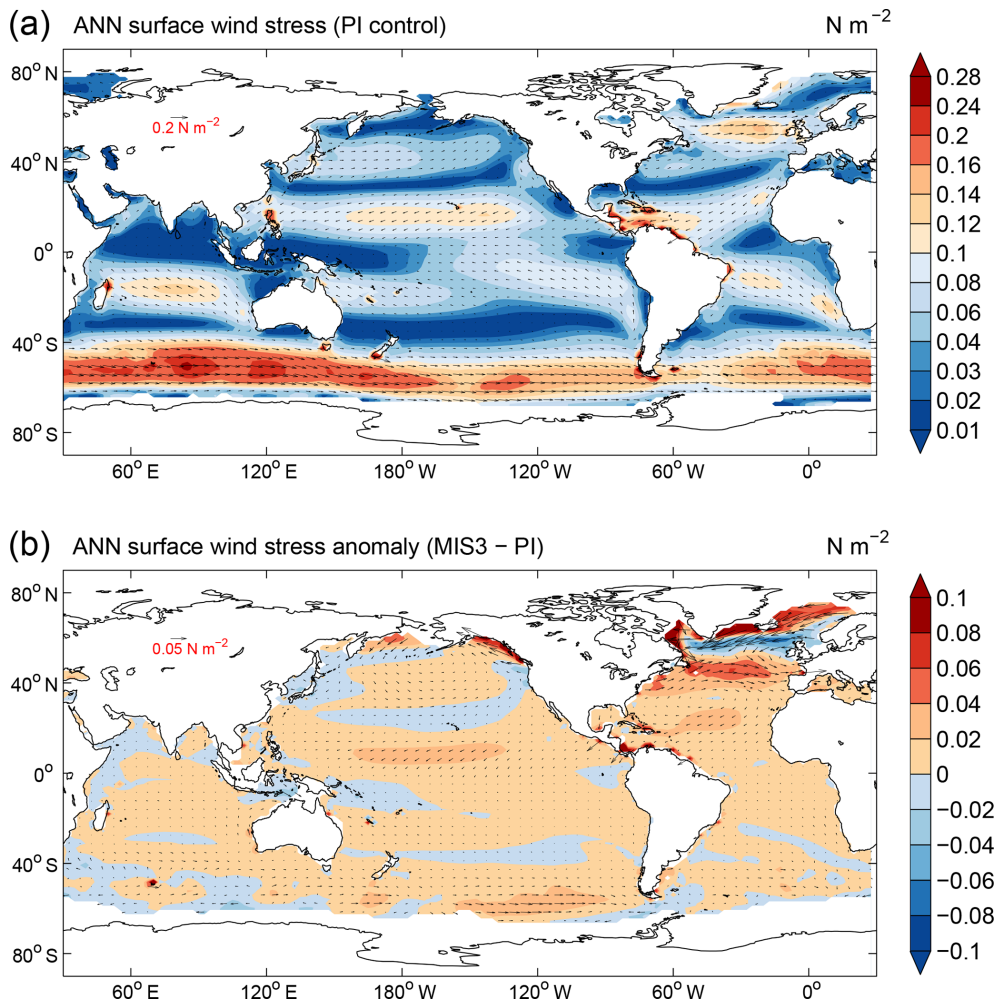 (a) ANN surface wind stress (PI control) N m⁻²
80° N
40° N
0°
40° S
80° S
0.2 N m⁻²
60° E 120° E 180° W 120° W 60° W 0°
0.28
0.24
0.2
0.16
0.14
0.12
0.1
0.08
0.06
0.04
0.03
0.02
0.01
(b) ANN surface wind stress anomaly (MIS3 − PI) N m⁻²
80° N
40° N
0°
40° S
80° S
0.05 N m⁻²
60° E 120° E 180° W 120° W 60° W 0°
0.1
0.08
0.06
0.04
0.02
0
−0.02
−0.04
−0.06
−0.08
−0.1